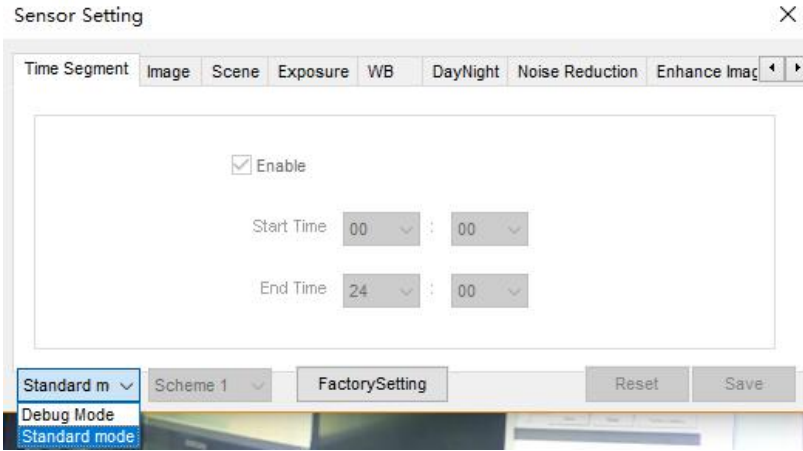 Sensor Setting
Time Segment Image Scene Exposure WB DayNight Noise Reduction Enhance Imag
Enable
Start Time 00 : 00
End Time 24 : 00
Standard m Scheme 1 FactorySetting Reset Save
Debug Mode
Standard mode